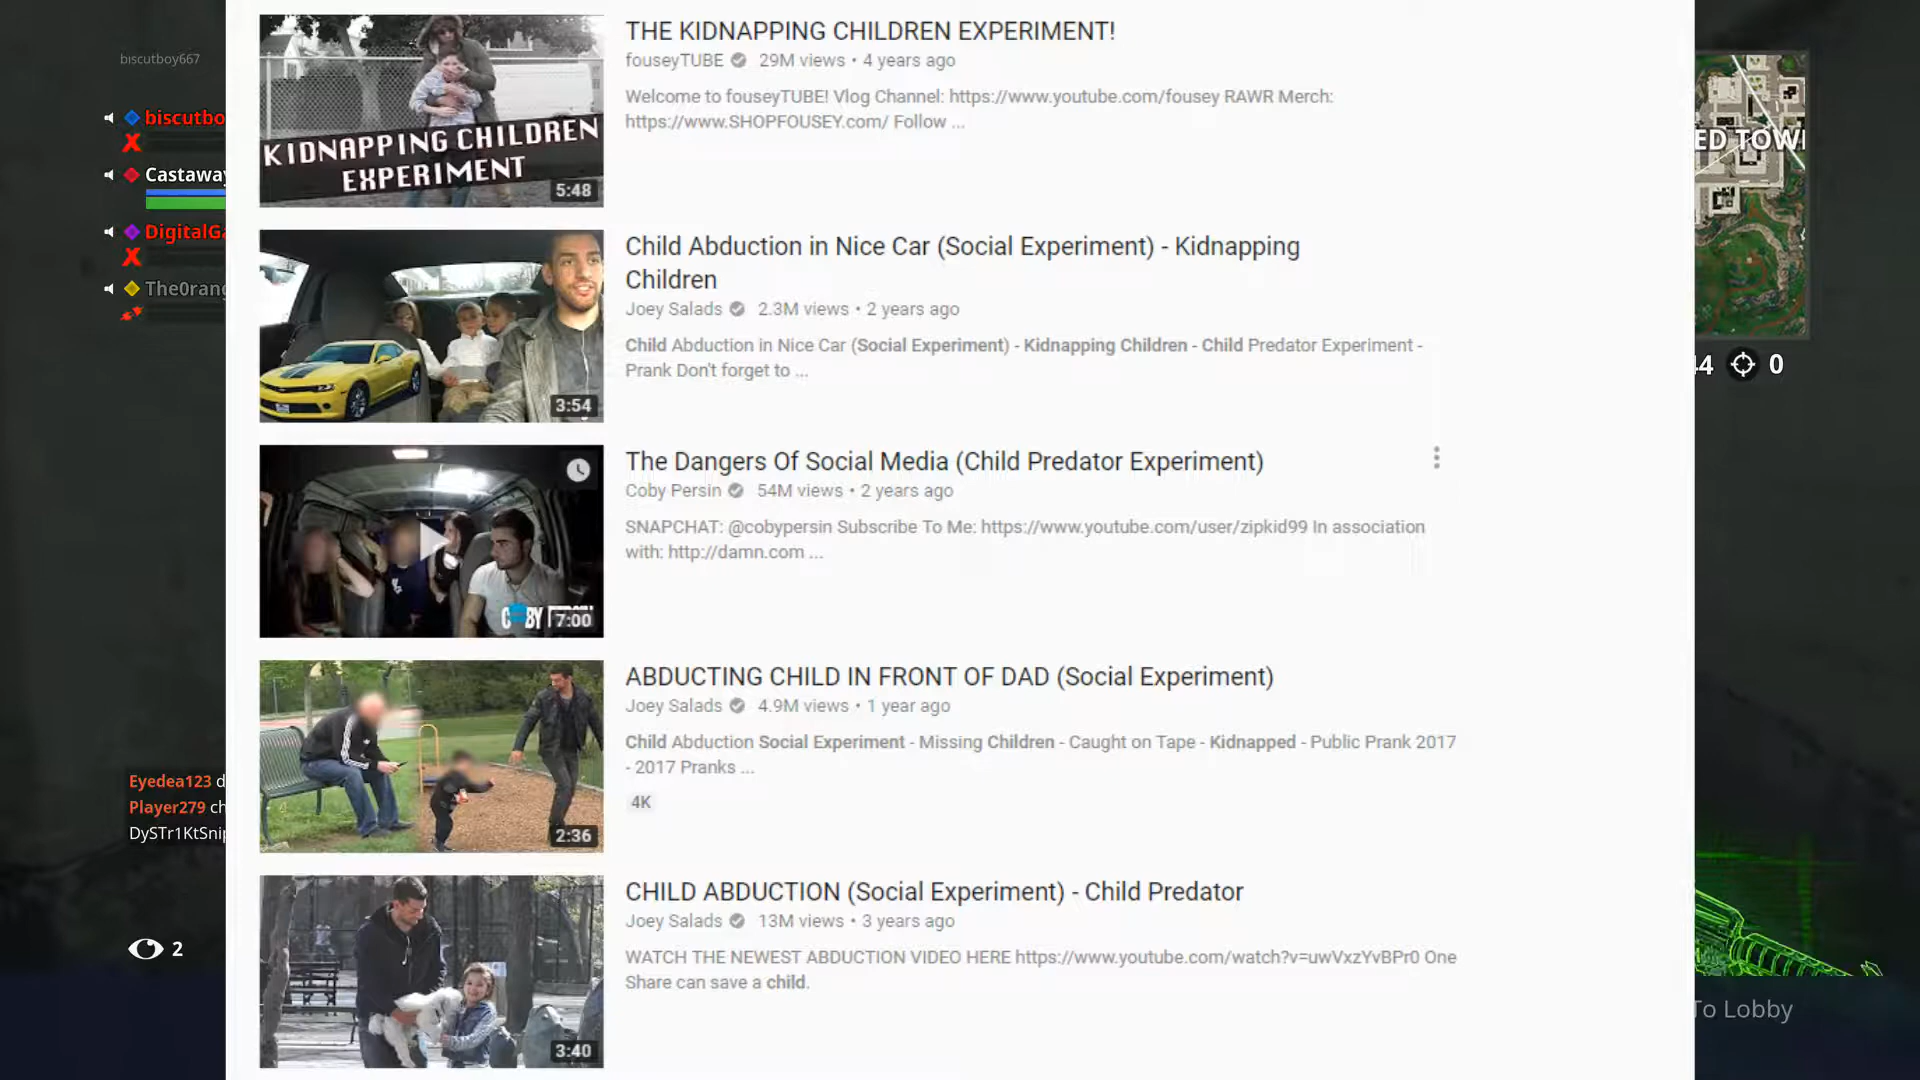 biscutboy667
biscutbo
Castaway
DigitalGa
The0rang
Eyedea123 d
Player279 ch
DySTr1KtSnip
2
KIDNAPPING CHILDREN
EXPERIMENT
5:48
THE KIDNAPPING CHILDREN EXPERIMENT!
fouseyTUBE 29M views • 4 years ago
Welcome to fouseyTUBE! Vlog Channel: https://www.youtube.com/fousey RAWR Merch:
https://www.SHOPFOUSEY.com/ Follow ...
3:54
Child Abduction in Nice Car (Social Experiment) - Kidnapping
Children
Joey Salads 2.3M views • 2 years ago
Child Abduction in Nice Car (Social Experiment) - Kidnapping Children - Child Predator Experiment -
Prank Don't forget to ...
7:00
The Dangers Of Social Media (Child Predator Experiment)
Coby Persin 54M views • 2 years ago
SNAPCHAT: @cobypersin Subscribe To Me: https://www.youtube.com/user/zipkid99 In association
with: http://damn.com ...
2:36
ABDUCTING CHILD IN FRONT OF DAD (Social Experiment)
Joey Salads 4.9M views • 1 year ago
Child Abduction Social Experiment - Missing Children - Caught on Tape - Kidnapped - Public Prank 2017
- 2017 Pranks ...
4K
3:40
CHILD ABDUCTION (Social Experiment) - Child Predator
Joey Salads 13M views • 3 years ago
WATCH THE NEWEST ABDUCTION VIDEO HERE https://www.youtube.com/watch?v=uwVxzYvBPr0 One
Share can save a child.
ED TOW
44 0
To Lobby